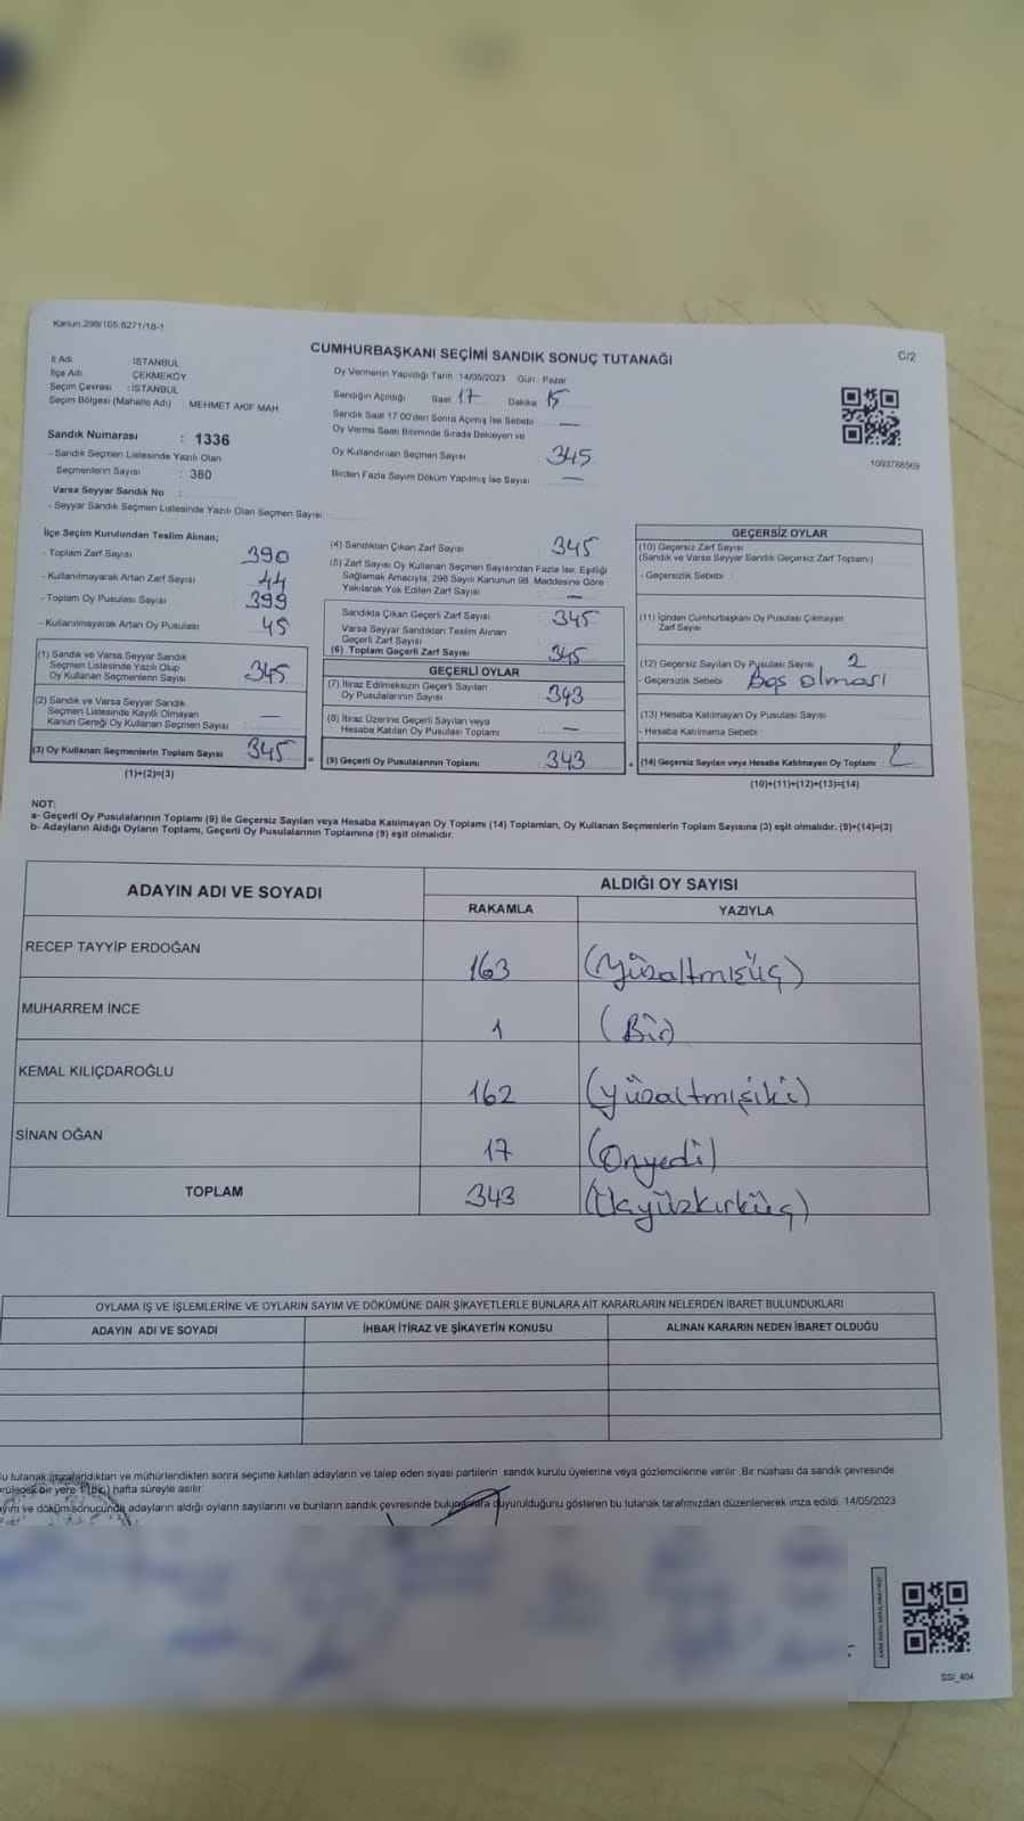 Kanun:298/105.6271/18-1
CUMHURBAŞKANI SEÇİMİ SANDIK SONUÇ TUTANAĞI
C/2
İl Adı : İSTANBUL
İlçe Adı : ÇEKMEKÖY
Seçim Çevresi : İSTANBUL
Seçim Bölgesi (Mahalle Adı) : MEHMET AKİF MAH.
Sandık Numarası : 1336
- Sandık Seçmen Listesinde Yazılı Olan
Seçmenlerin Sayısı : 380
Varsa Seyyar Sandık No :
- Seyyar Sandık Seçmen Listesinde Yazılı Olan Seçmen Sayısı:
Oy Vermenin Yapıldığı Tarih :14/05/2023 Gün: Pazar
Sandığın Açıldığı Saat 17 Dakika 15
Sandık Saat 17:00'den Sonra Açılmış İse Sebebi —
Oy Verme Saati Bitiminde Sırada Bekleyen ve
Oy Kullandırılan Seçmen Sayısı 345
Birden Fazla Sayım Döküm Yapılmış İse Sayısı —
1093788569
İlçe Seçim Kurulundan Teslim Alınan;
- Toplam Zarf Sayısı 390
- Kullanılmayarak Artan Zarf Sayısı 44
- Toplam Oy Pusulası Sayısı 399
- Kullanılmayarak Artan Oy Pusulası 45
(1) Sandık ve Varsa Seyyar Sandık
Seçmen Listesinde Yazılı Olup
Oy Kullanan Seçmenlerin Sayısı 345
(2) Sandık ve Varsa Seyyar Sandık
Seçmen Listesinde Kayıtlı Olmayan
Kanun Gereği Oy Kullanan Seçmen Sayısı —
(3) Oy Kullanan Seçmenlerin Toplam Sayısı 345
(1)+(2)=(3)
(4) Sandıktan Çıkan Zarf Sayısı 345
(5) Zarf Sayısı Oy Kullanan Seçmen Sayısından Fazla İse, Eşitliği
Sağlamak Amacıyla, 298 Sayılı Kanunun 98. Maddesine Göre
Yakılarak Yok Edilen Zarf Sayısı —
Sandıkta Çıkan Geçerli Zarf Sayısı 345
Varsa Seyyar Sandıktan Teslim Alınan
Geçerli Zarf Sayısı
(6) Toplam Geçerli Zarf Sayısı 345
GEÇERLİ OYLAR
(7) İtiraz Edilmeksizin Geçerli Sayılan
Oy Pusulalarının Sayısı 343
(8) İtiraz Üzerine Geçerli Sayılan veya
Hesaba Katılan Oy Pusulası Toplamı —
= (9) Geçerli Oy Pusulalarının Toplamı 343
GEÇERSİZ OYLAR
(10) Geçersiz Zarf Sayısı
(Sandık ve Varsa Seyyar Sandık Geçersiz Zarf Toplamı)
- Geçersizlik Sebebi :
(11) İçinden Cumhurbaşkanı Oy Pusulası Çıkmayan
Zarf Sayısı
(12) Geçersiz Sayılan Oy Pusulası Sayısı 2
- Geçersizlik Sebebi : Boş olması
(13) Hesaba Katılmayan Oy Pusulası Sayısı
- Hesaba Katılmama Sebebi :
+ (14) Geçersiz Sayılan veya Hesaba Katılmayan Oy Toplamı 2
(10)+(11)+(12)+(13)=(14)
NOT:
a- Geçerli Oy Pusulalarının Toplamı (9) ile Geçersiz Sayılan veya Hesaba Katılmayan Oy Toplamı (14) Toplamları, Oy Kullanan Seçmenlerin Toplam Sayısına (3) eşit olmalıdır. (9)+(14)=(3)
b- Adayların Aldığı Oyların Toplamı, Geçerli Oy Pusulalarının Toplamına (9) eşit olmalıdır.
ADAYIN ADI VE SOYADI
ALDIĞI OY SAYISI
RAKAMLA YAZIYLA
RECEP TAYYİP ERDOĞAN 163 (Yüzaltmışüç)
MUHARREM İNCE 1 (Bir)
KEMAL KILIÇDAROĞLU 162 (yüzaltmışiki)
SİNAN OĞAN 17 (Onyedi)
TOPLAM 343 (Üçyüzkırküç)
OYLAMA İŞ VE İŞLEMLERİNE VE OYLARIN SAYIM VE DÖKÜMÜNE DAİR ŞİKAYETLERLE BUNLARA AİT KARARLARIN NELERDEN İBARET BULUNDUKLARI
ADAYIN ADI VE SOYADI İHBAR İTİRAZ VE ŞİKAYETİN KONUSU ALINAN KARARIN NEDEN İBARET OLDUĞU
u tutanak imzalandıktan ve mühürlendikten sonra seçime katılan adayların ve talep eden siyasi partilerin sandık kurulu üyelerine veya gözlemcilerine verilir. Bir nüshası da sandık çevresinde
rülecek bir yere 1 (bir) hafta süreyle asılır.
ayım ve döküm sonucunda adayların aldığı oyların sayılarını ve bunların sandık çevresinde bulunanlara duyurulduğunu gösteren bu tutanak tarafımızdan düzenlenerek imza edildi. 14/05/2023
SSİ_404